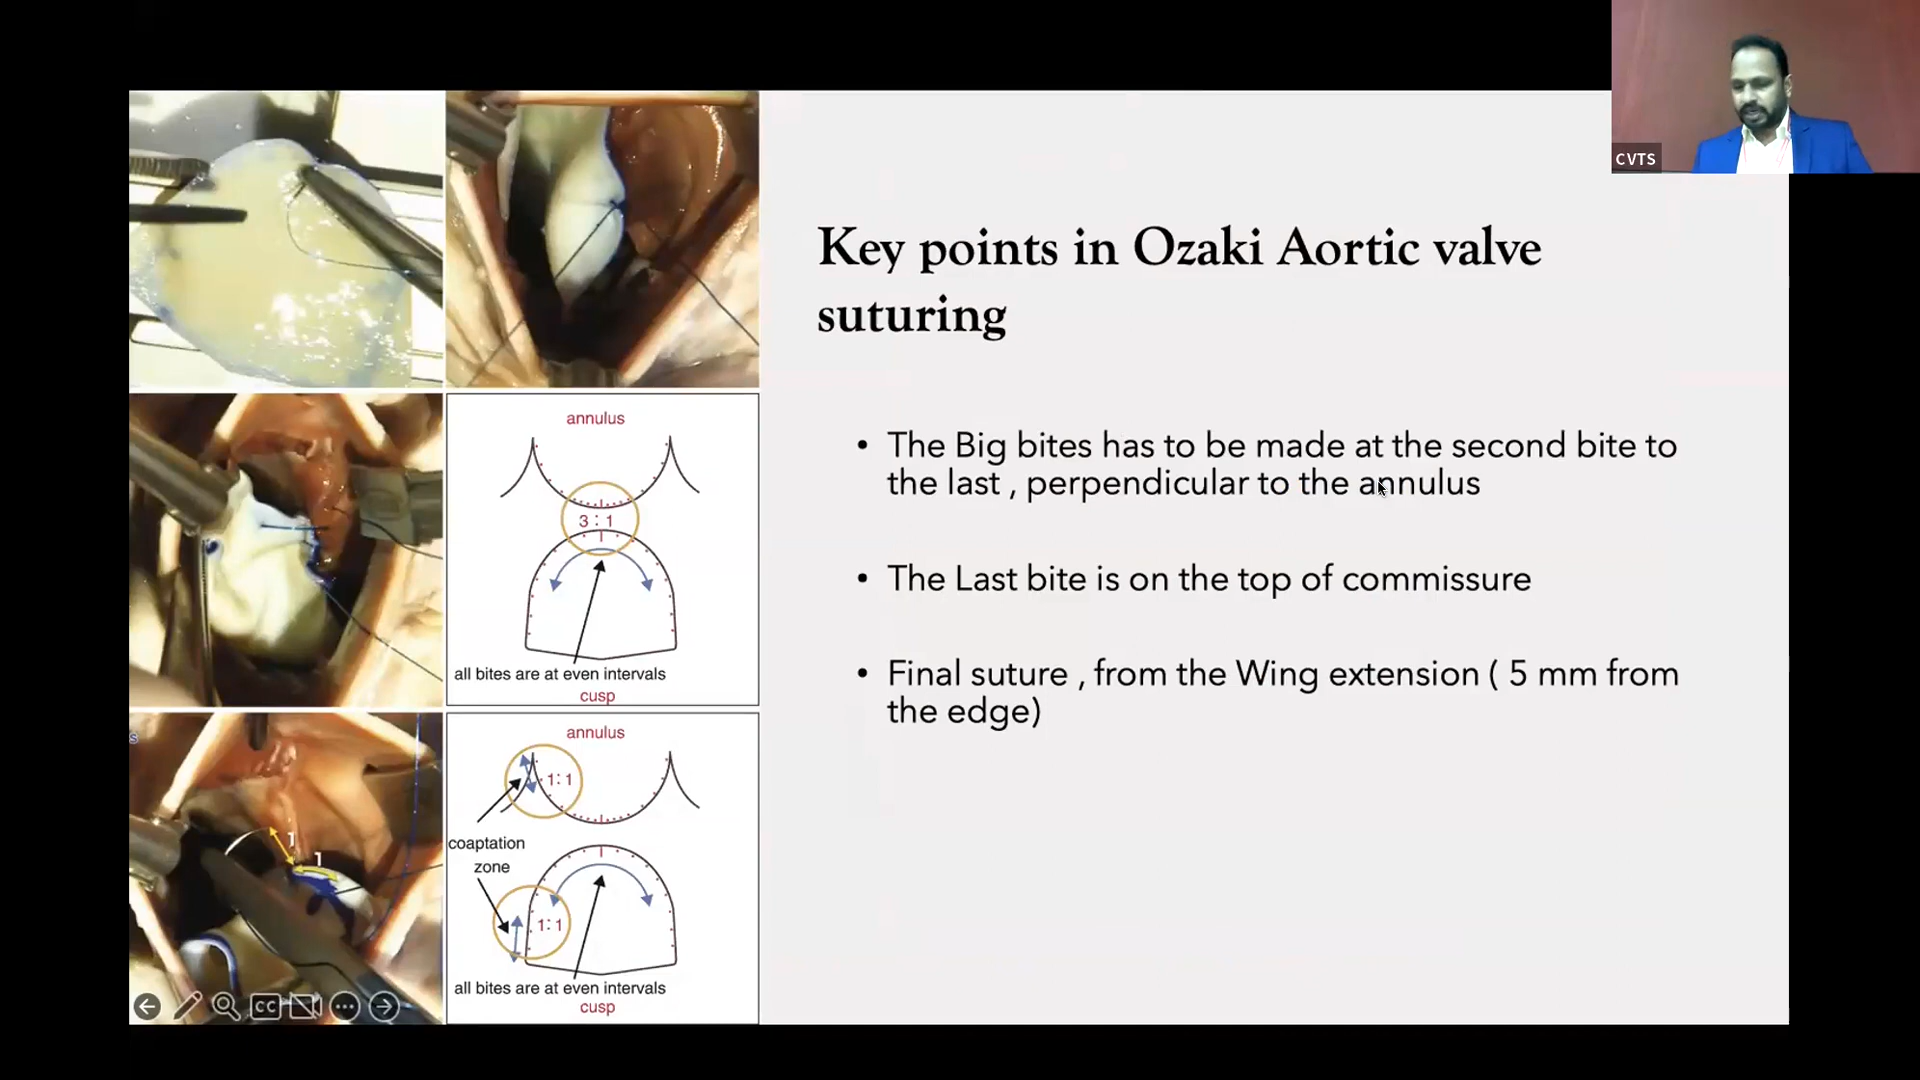 CVTS
Key points in Ozaki Aortic valve
suturing
• The Big bites has to be made at the second bite to
the last , perpendicular to the annulus
• The Last bite is on the top of commissure
• Final suture , from the Wing extension ( 5 mm from
the edge)
annulus
3 : 1
all bites are at even intervals
cusp
annulus
1:1
coaptation
zone
1:1
all bites are at even intervals
cusp
s
1
1
CC